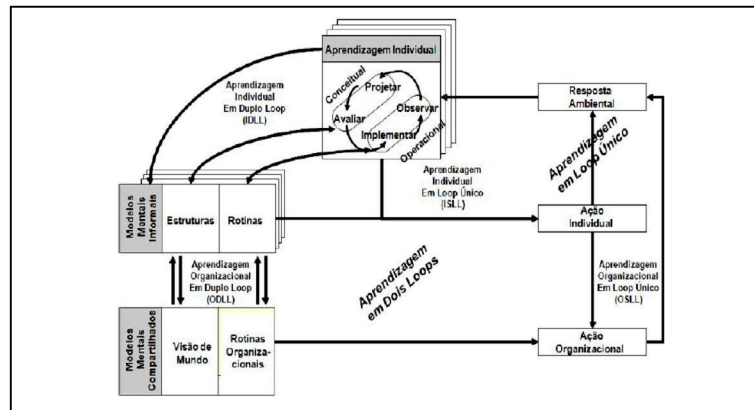 Aprendizagem Individual
Conceitual
Projetar
Avaliar
Observar
Implementar
Operacional
Aprendizagem
Individual
Em Duplo Loop
(IDLL)
Resposta
Ambiental
Aprendizagem
em Loop Único
Aprendizagem
Individual
Em Loop Único
(ISLL)
Modelos
Mentais
Informais
Estruturas
Rotinas
Ação
Individual
Aprendizagem
Organizacional
Em Duplo Loop
(ODLL)
Aprendizagem
em Dois Loops
Aprendizagem
Organizacional
Em Loop Único
(OSLL)
Modelos
Mentais
Compartilhados
Visão de
Mundo
Rotinas
Organiza-
cionais
Ação
Organizacional